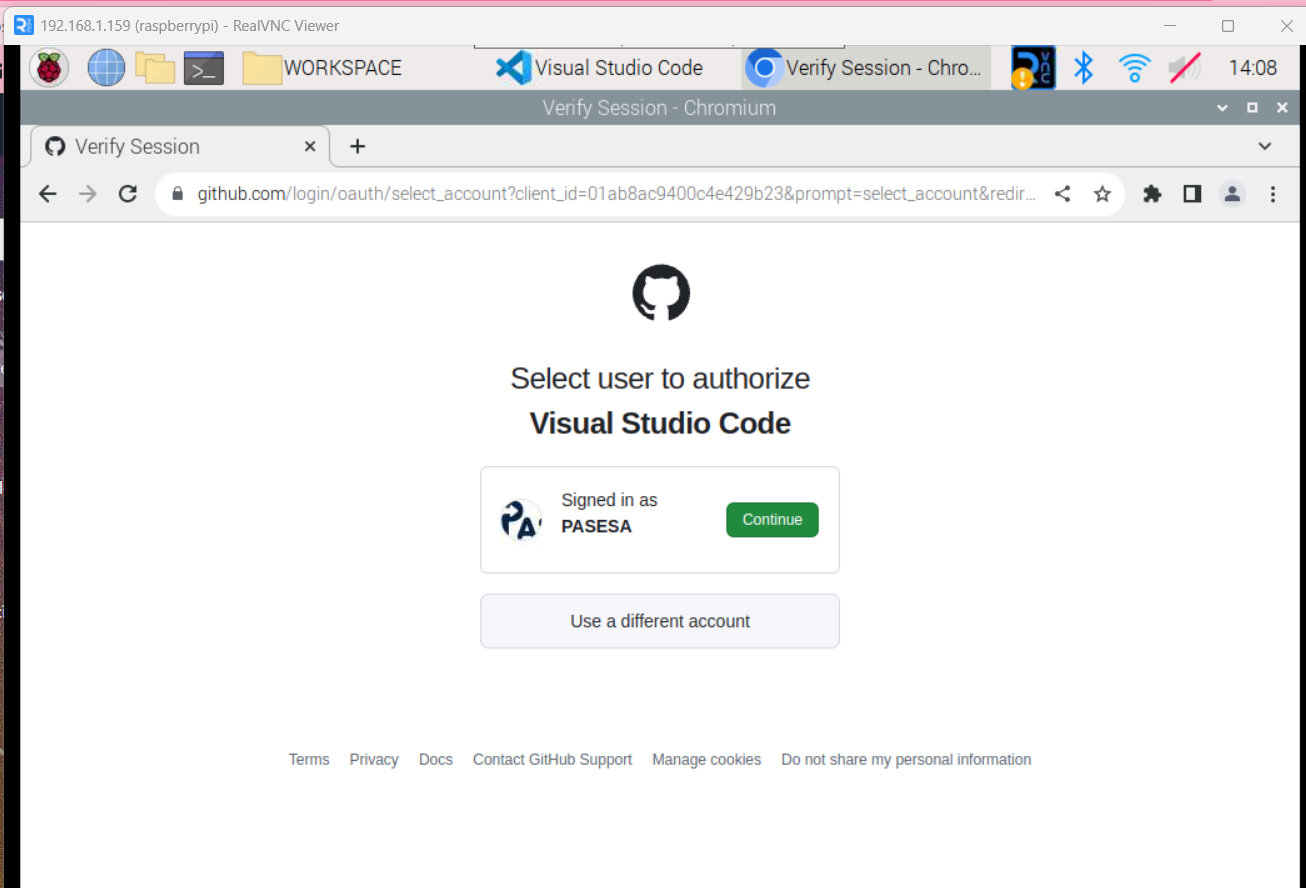 192.168.1.159 (raspberrypi) - RealVNC Viewer
WORKSPACE
Visual Studio Code
Verify Session - Chro...
14:08
Verify Session - Chromium
Verify Session
github.com/login/oauth/select_account?client_id=01ab8ac9400c4e429b23&prompt=select_account&redir...
Select user to authorize
Visual Studio Code
Signed in as
PASESA
Continue
Use a different account
Terms Privacy Docs Contact GitHub Support Manage cookies Do not share my personal information